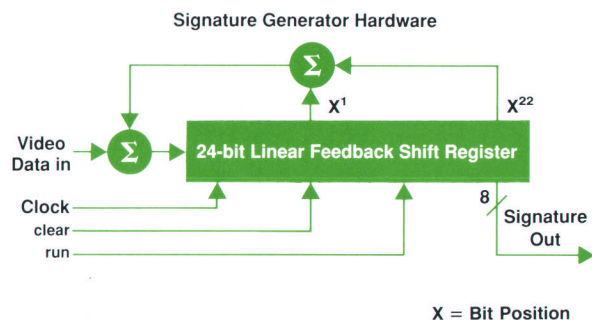 Signature Generator Hardware
Σ
X1
X22
Video
Data in
Σ
24-bit Linear Feedback Shift Register
Clock
clear
run
8
Signature
Out
X = Bit Position